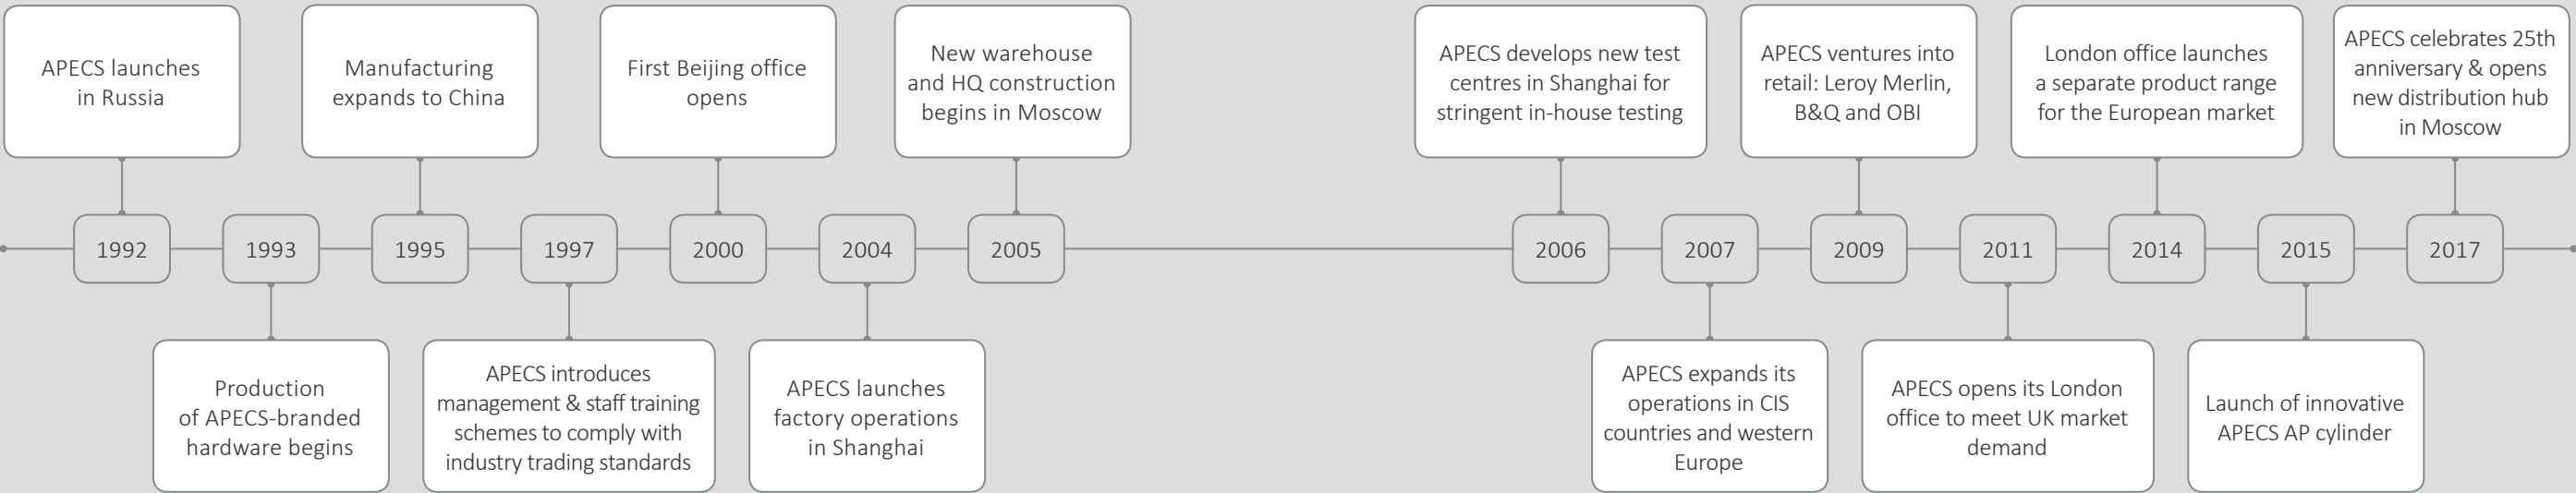 APECS launches
in Russia
Manufacturing
expands to China
First Beijing office
opens
New warehouse
and HQ construction
begins in Moscow
APECS develops new test
centres in Shanghai for
stringent in-house testing
APECS ventures into
retail: Leroy Merlin,
B&Q and OBI
London office launches
a separate product range
for the European market
APECS celebrates 25th
anniversary & opens
new distribution hub
in Moscow
1992
1993
1995
1997
2000
2004
2005
2006
2007
2009
2011
2014
2015
2017
Production
of APECS-branded
hardware begins
APECS introduces
management & staff training
schemes to comply with
industry trading standards
APECS launches
factory operations
in Shanghai
APECS expands its
operations in CIS
countries and western
Europe
APECS opens its London
office to meet UK market
demand
Launch of innovative
APECS AP cylinder